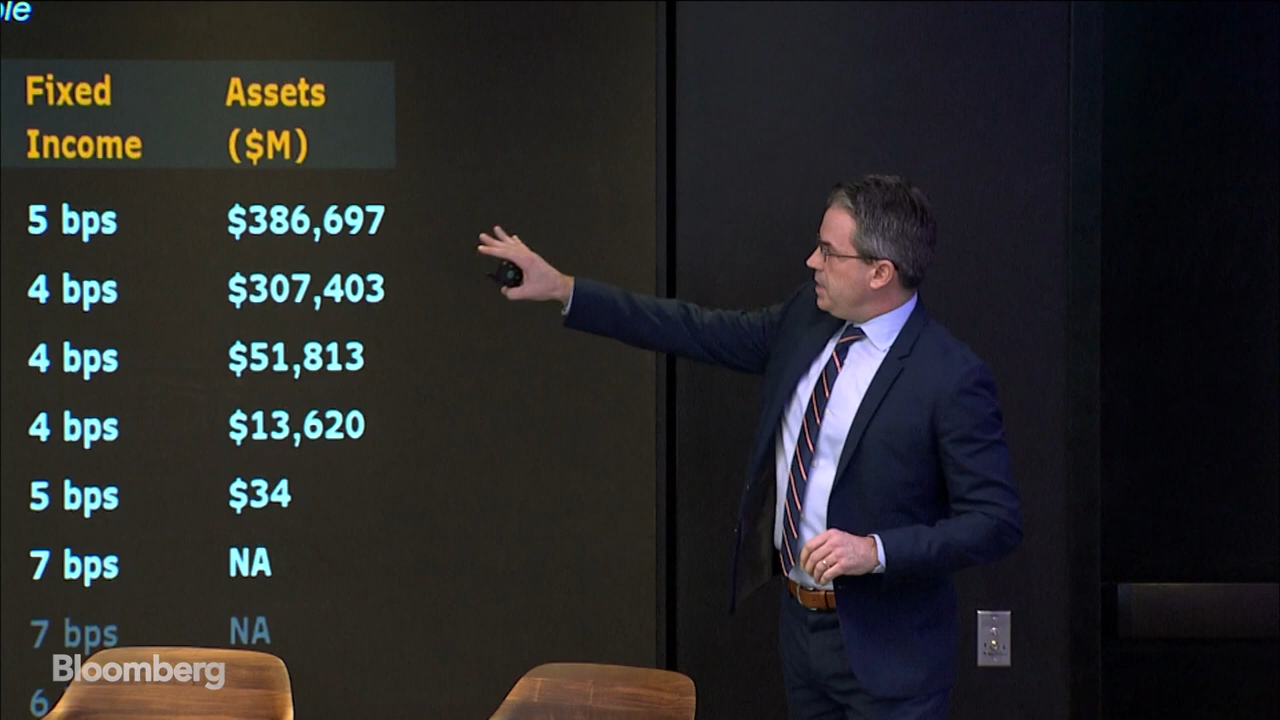 Fixed Assets
Income ($M)
5 bps $386,697
4 bps $307,403
4 bps $51,813
4 bps $13,620
5 bps $34
7 bps NA
7 bps NA
Bloomberg
6